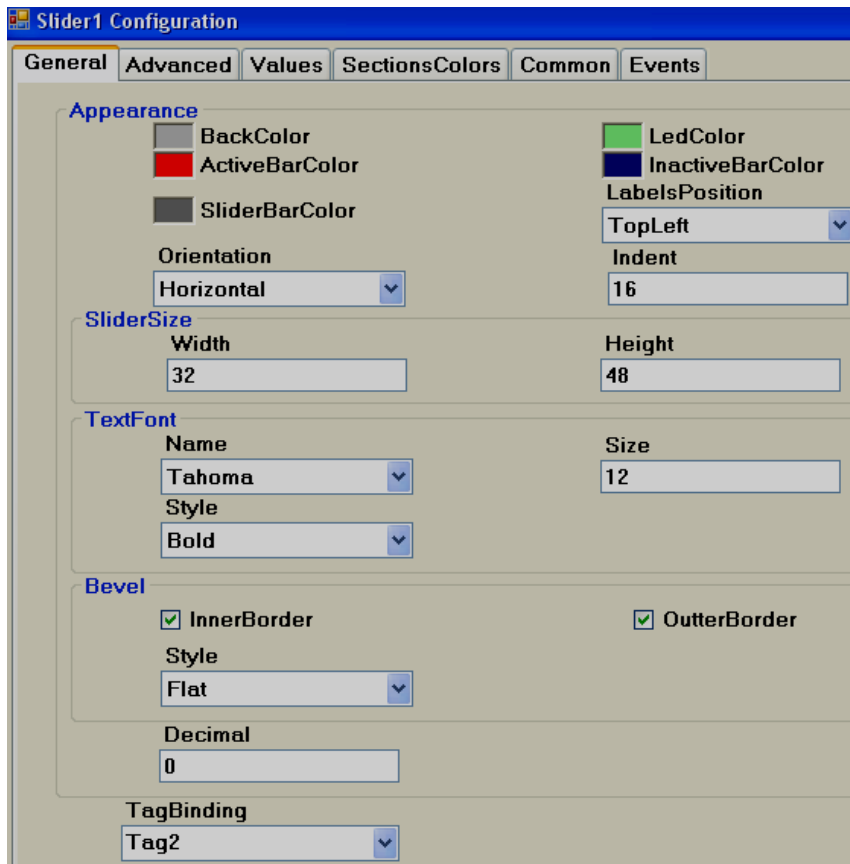 Slider1 Configuration
General Advanced Values SectionsColors Common Events
Appearance
BackColor LedColor
ActiveBarColor InactiveBarColor
SliderBarColor LabelsPosition
TopLeft
Orientation Indent
Horizontal 16
SliderSize
Width Height
32 48
TextFont
Name Size
Tahoma 12
Style
Bold
Bevel
InnerBorder OutterBorder
Style
Flat
Decimal
0
TagBinding
Tag2